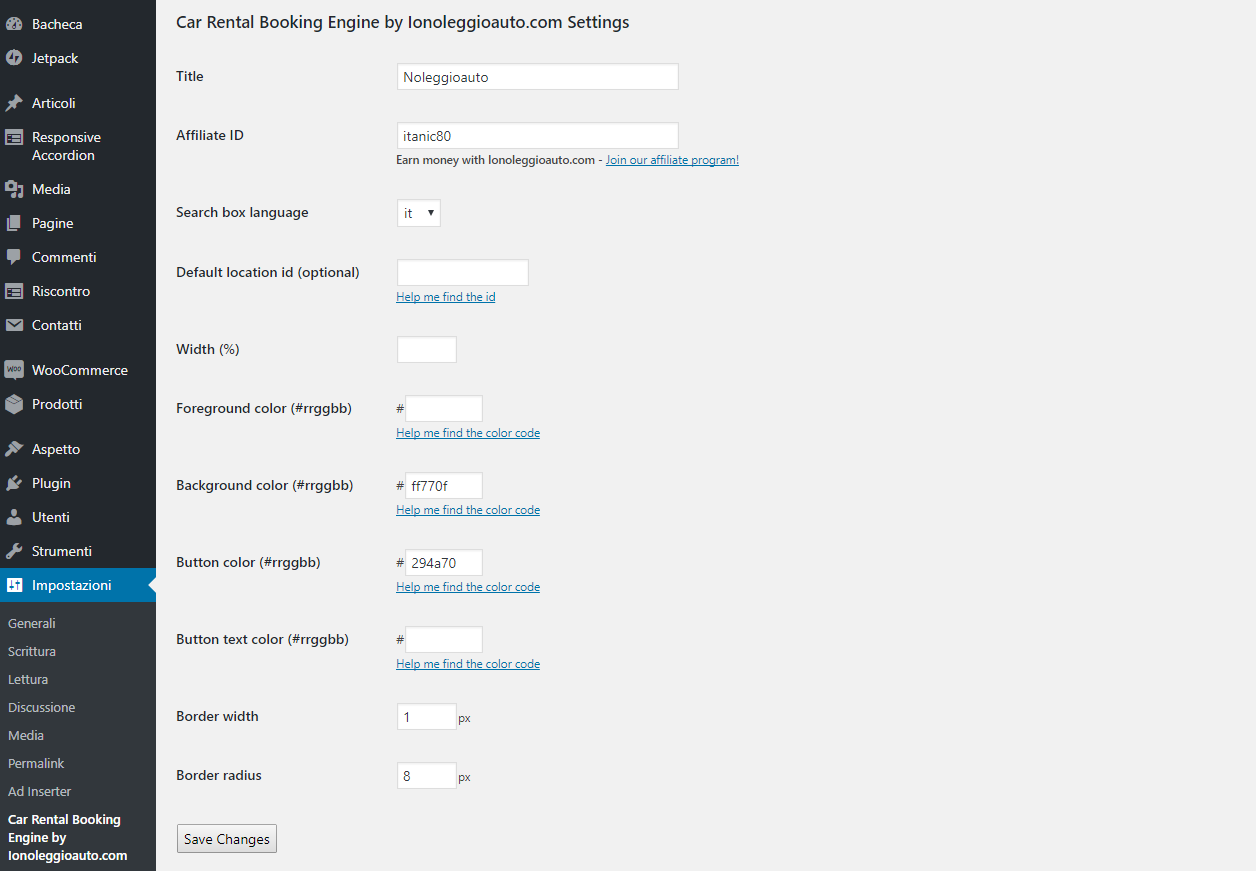 Bacheca
Jetpack
Articoli
Responsive
Accordion
Media
Pagine
Commenti
Riscontro
Contatti
WOO WooCommerce
Prodotti
Aspetto
Plugin
Utenti
Strumenti
Impostazioni
Generali
Scrittura
Lettura
Discussione
Media
Permalink
Ad Inserter
Car Rental Booking
Engine by
Ionoleggioauto.com
Car Rental Booking Engine by Ionoleggioauto.com Settings
Title Noleggioauto
Affiliate ID itanic80
Earn money with Ionoleggioauto.com - Join our affiliate program!
Search box language it ▼
Default location id (optional)
Help me find the id
Width (%)
Foreground color (#rrggbb) #
Help me find the color code
Background color (#rrggbb) # ff770f
Help me find the color code
Button color (#rrggbb) # 294a70
Help me find the color code
Button text color (#rrggbb) #
Help me find the color code
Border width 1 px
Border radius 8 px
Save Changes